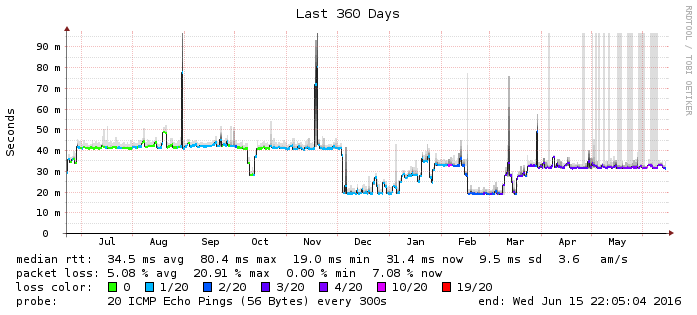 Last 360 Days
RRDTOOL / TOBI OETIKER
Seconds
90 m
80 m
70 m
60 m
50 m
40 m
30 m
20 m
10 m
0
Jul Aug Sep Oct Nov Dec Jan Feb Mar Apr May
median rtt: 34.5 ms avg 80.4 ms max 19.0 ms min 31.4 ms now 9.5 ms sd 3.6 am/s
packet loss: 5.08 % avg 20.91 % max 0.00 % min 7.08 % now
loss color: 0 1/20 2/20 3/20 4/20 10/20 19/20
probe: 20 ICMP Echo Pings (56 Bytes) every 300s end: Wed Jun 15 22:05:04 2016